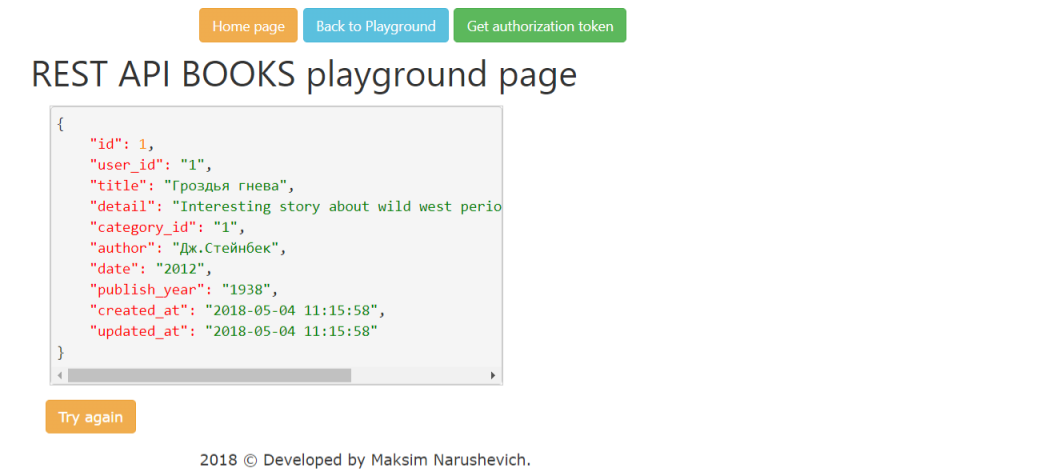 Home page Back to Playground Get authorization token
REST API BOOKS playground page
{
"id": 1,
"user_id": "1",
"title": "Гроздья гнева",
"detail": "Interesting story about wild west perio
"category_id": "1",
"author": "Дж.Стейнбек",
"date": "2012",
"publish_year": "1938",
"created_at": "2018-05-04 11:15:58",
"updated_at": "2018-05-04 11:15:58"
}
Try again
2018 © Developed by Maksim Narushevich.